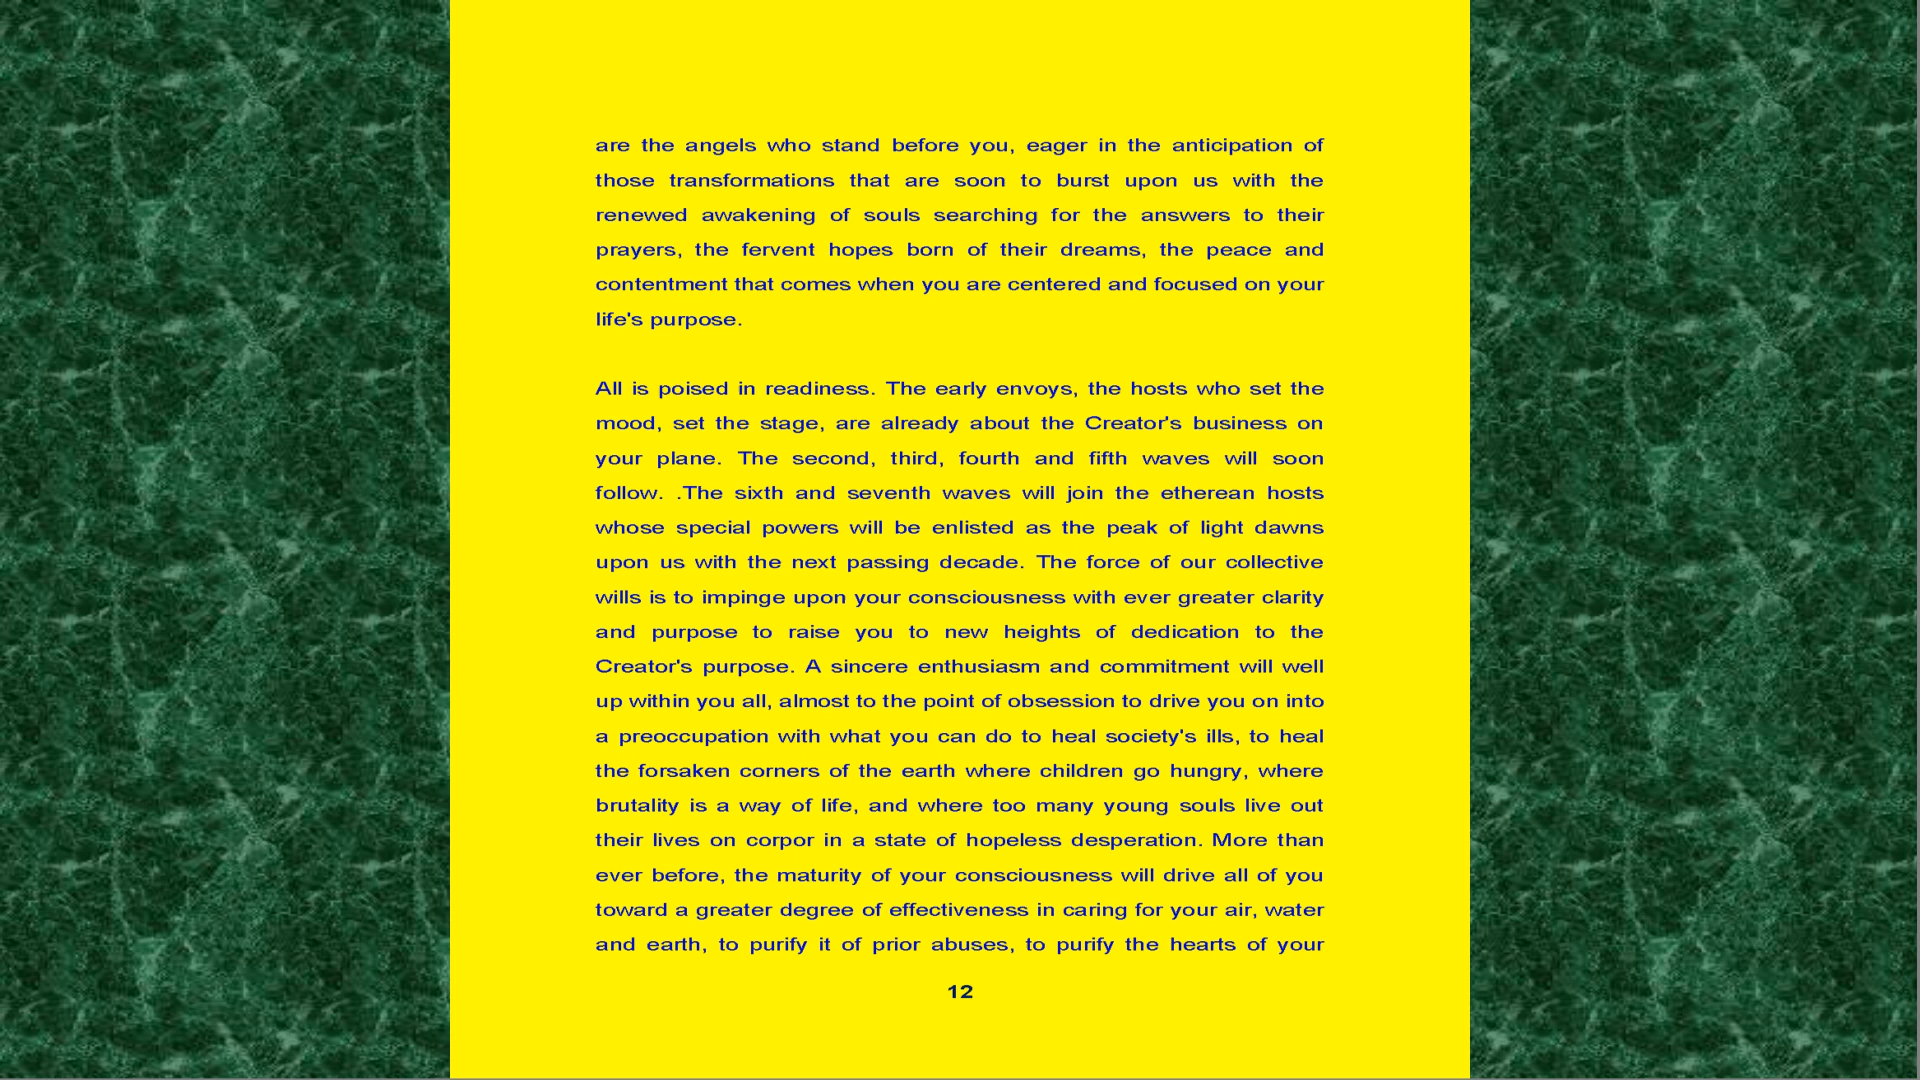 are the angels who stand before you, eager in the anticipation of
those transformations that are soon to burst upon us with the
renewed awakening of souls searching for the answers to their
prayers, the fervent hopes born of their dreams, the peace and
contentment that comes when you are centered and focused on your
life's purpose.
All is poised in readiness. The early envoys, the hosts who set the
mood, set the stage, are already about the Creator's business on
your plane. The second, third, fourth and fifth waves will soon
follow. .The sixth and seventh waves will join the etherean hosts
whose special powers will be enlisted as the peak of light dawns
upon us with the next passing decade. The force of our collective
wills is to impinge upon your consciousness with ever greater clarity
and purpose to raise you to new heights of dedication to the
Creator's purpose. A sincere enthusiasm and commitment will well
up within you all, almost to the point of obsession to drive you on into
a preoccupation with what you can do to heal society's ills, to heal
the forsaken corners of the earth where children go hungry, where
brutality is a way of life, and where too many young souls live out
their lives on corpor in a state of hopeless desperation. More than
ever before, the maturity of your consciousness will drive all of you
toward a greater degree of effectiveness in caring for your air, water
and earth, to purify it of prior abuses, to purify the hearts of your
12